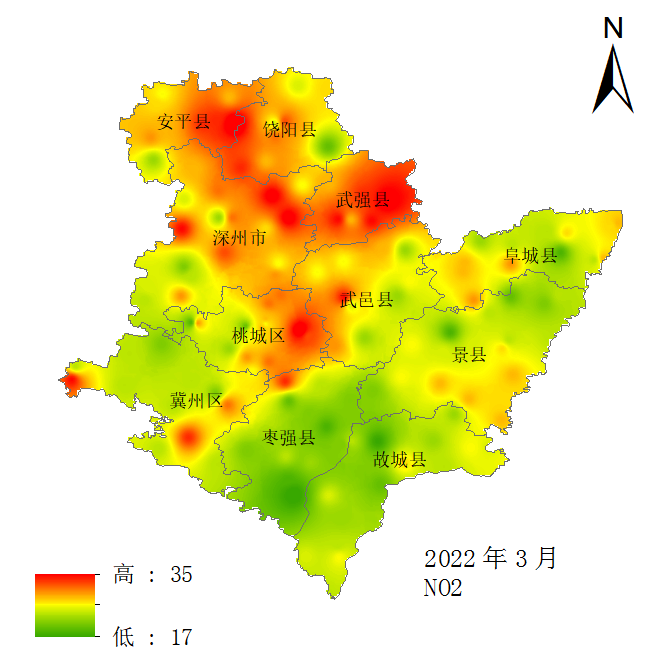 N
安平县
饶阳县
武强县
深州市
阜城县
武邑县
桃城区
景县
冀州区
枣强县
故城县
2022 年 3 月
NO2
高 : 35
低 : 17